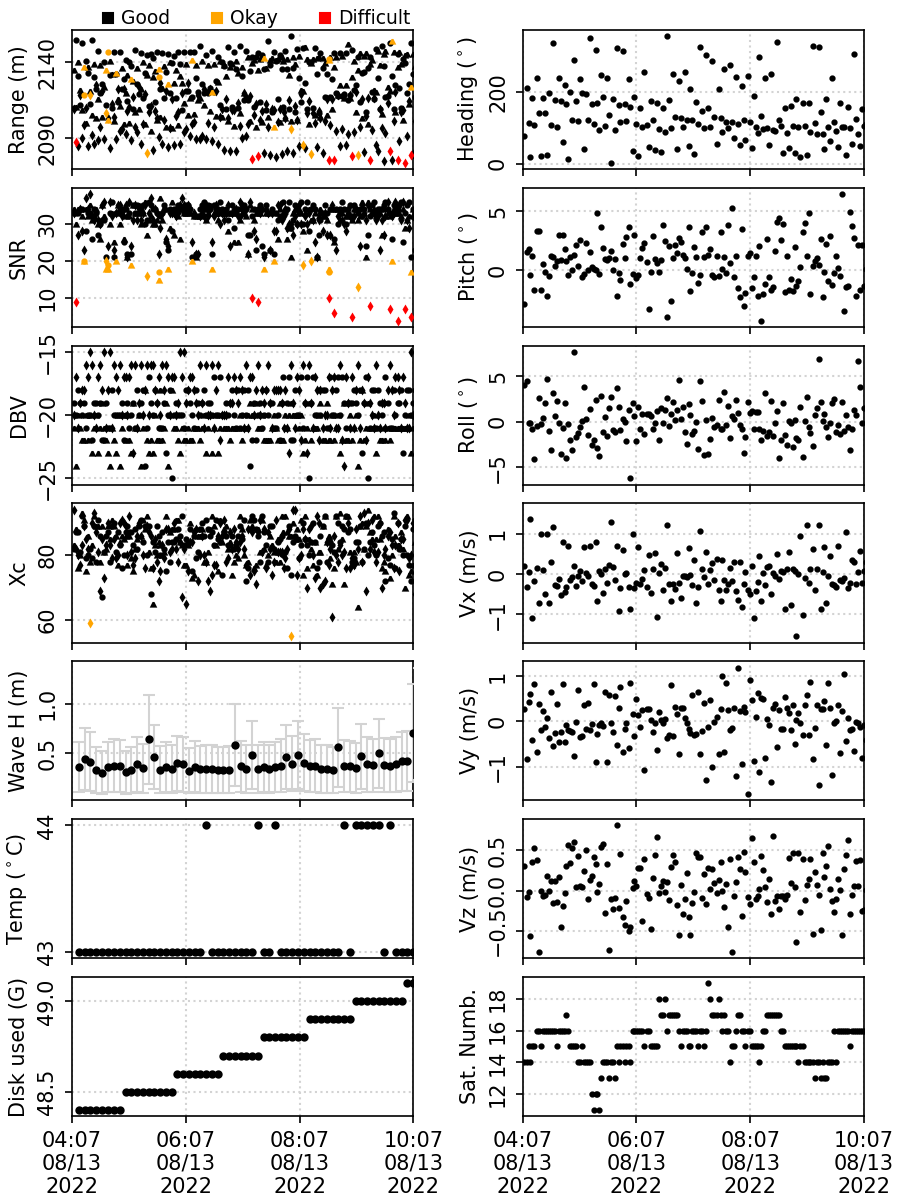 Good Okay Difficult
Range (m)
2140
2090
Heading (°)
200
0
SNR
30
20
10
Pitch (°)
5
0
DBV
−15
−20
−25
Roll (°)
5
0
−5
Xc
80
60
Vx (m/s)
1
0
−1
Wave H (m)
1.0
0.5
Vy (m/s)
1
0
−1
Temp (°C)
44
43
Vz (m/s)
0.5
0.0
−0.5
Disk used (G)
49.0
48.5
Sat. Numb.
18
16
14
12
04:07 06:07 08:07 10:07 04:07 06:07 08:07 10:07
08/13 08/13 08/13 08/13 08/13 08/13 08/13 08/13
2022 2022 2022 2022 2022 2022 2022 2022